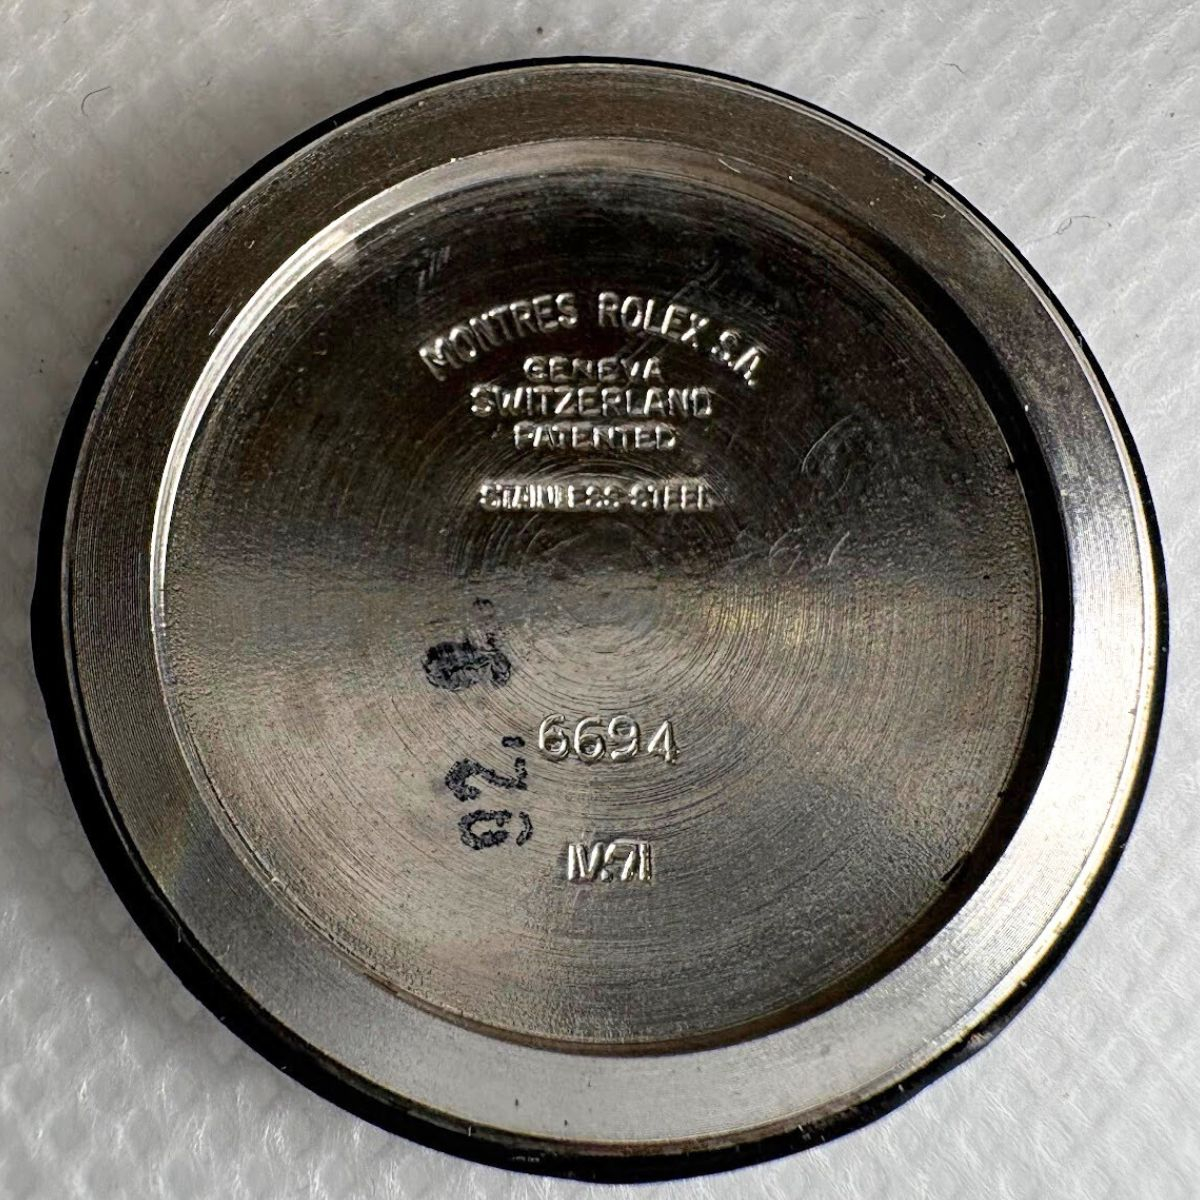 MONTRES ROLEX S.A.
GENEVA
SWITZERLAND
PATENTED
STAINLESS STEEL
6694
IV.71